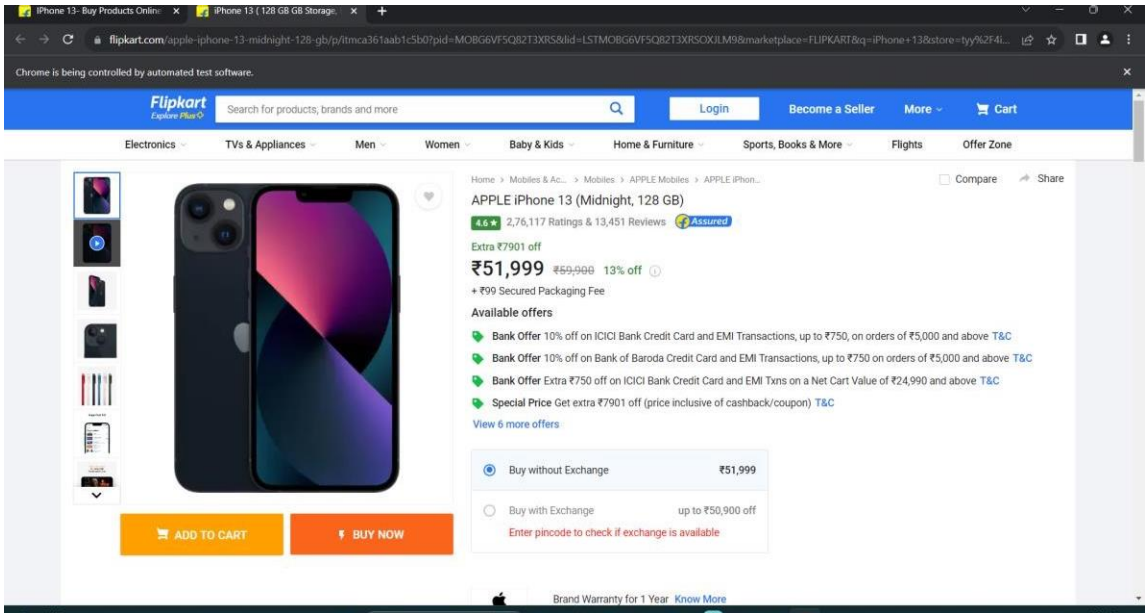 iPhone 13- Buy Products Online
iPhone 13 ( 128 GB GB Storage,
flipkart.com/apple-iphone-13-midnight-128-gb/p/itmca361aab1c5b0?pid=MOBG6VF5Q82T3XRS&lid=LSTMOBG6VF5Q82T3XRSOXJLM9&marketplace=FLIPKART&q=iPhone+13&store=tyy%2F4i...
Chrome is being controlled by automated test software.
Flipkart
Explore Plus
Search for products, brands and more
Login
Become a Seller
More
Cart
Electronics
TVs & Appliances
Men
Women
Baby & Kids
Home & Furniture
Sports, Books & More
Flights
Offer Zone
Home > Mobiles & Ac... > Mobiles > APPLE Mobiles > APPLE iPhon...
Compare
Share
APPLE iPhone 13 (Midnight, 128 GB)
4.6 ★ 2,76,117 Ratings & 13,451 Reviews Assured
Extra ₹7901 off
₹51,999 ₹59,900 13% off
+ ₹99 Secured Packaging Fee
Available offers
Bank Offer 10% off on ICICI Bank Credit Card and EMI Transactions, up to ₹750, on orders of ₹5,000 and above T&C
Bank Offer 10% off on Bank of Baroda Credit Card and EMI Transactions, up to ₹750 on orders of ₹5,000 and above T&C
Bank Offer Extra ₹750 off on ICICI Bank Credit Card and EMI Txns on a Net Cart Value of ₹24,990 and above T&C
Special Price Get extra ₹7901 off (price inclusive of cashback/coupon) T&C
View 6 more offers
Buy without Exchange ₹51,999
Buy with Exchange up to ₹50,900 off
Enter pincode to check if exchange is available
ADD TO CART
BUY NOW
Brand Warranty for 1 Year Know More